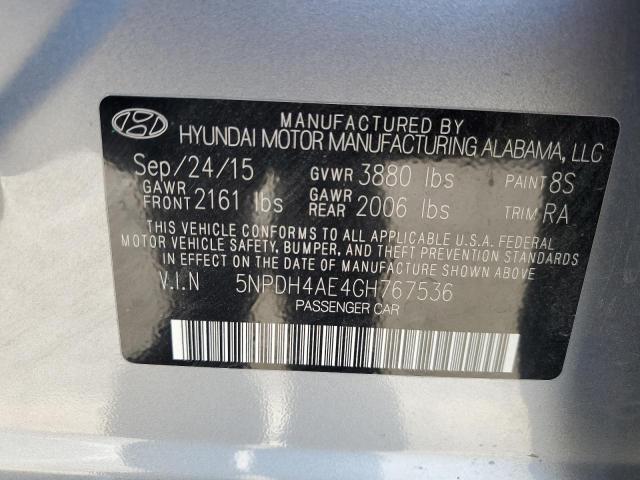 MANUFACTURED BY
HYUNDAI MOTOR MANUFACTURING ALABAMA, LLC
Sep/24/15 GVWR 3880 lbs PAINT 8S
GAWR FRONT 2161 lbs GAWR REAR 2006 lbs TRIM RA
THIS VEHICLE CONFORMS TO ALL APPLICABLE U.S.A. FEDERAL
MOTOR VEHICLE SAFETY, BUMPER, AND THEFT PREVENTION STANDARDS
IN EFFECT ON THE DATE OF MANUFACTURE SHOWN ABOVE.
V.I.N 5NPDH4AE4GH767536
PASSENGER CAR